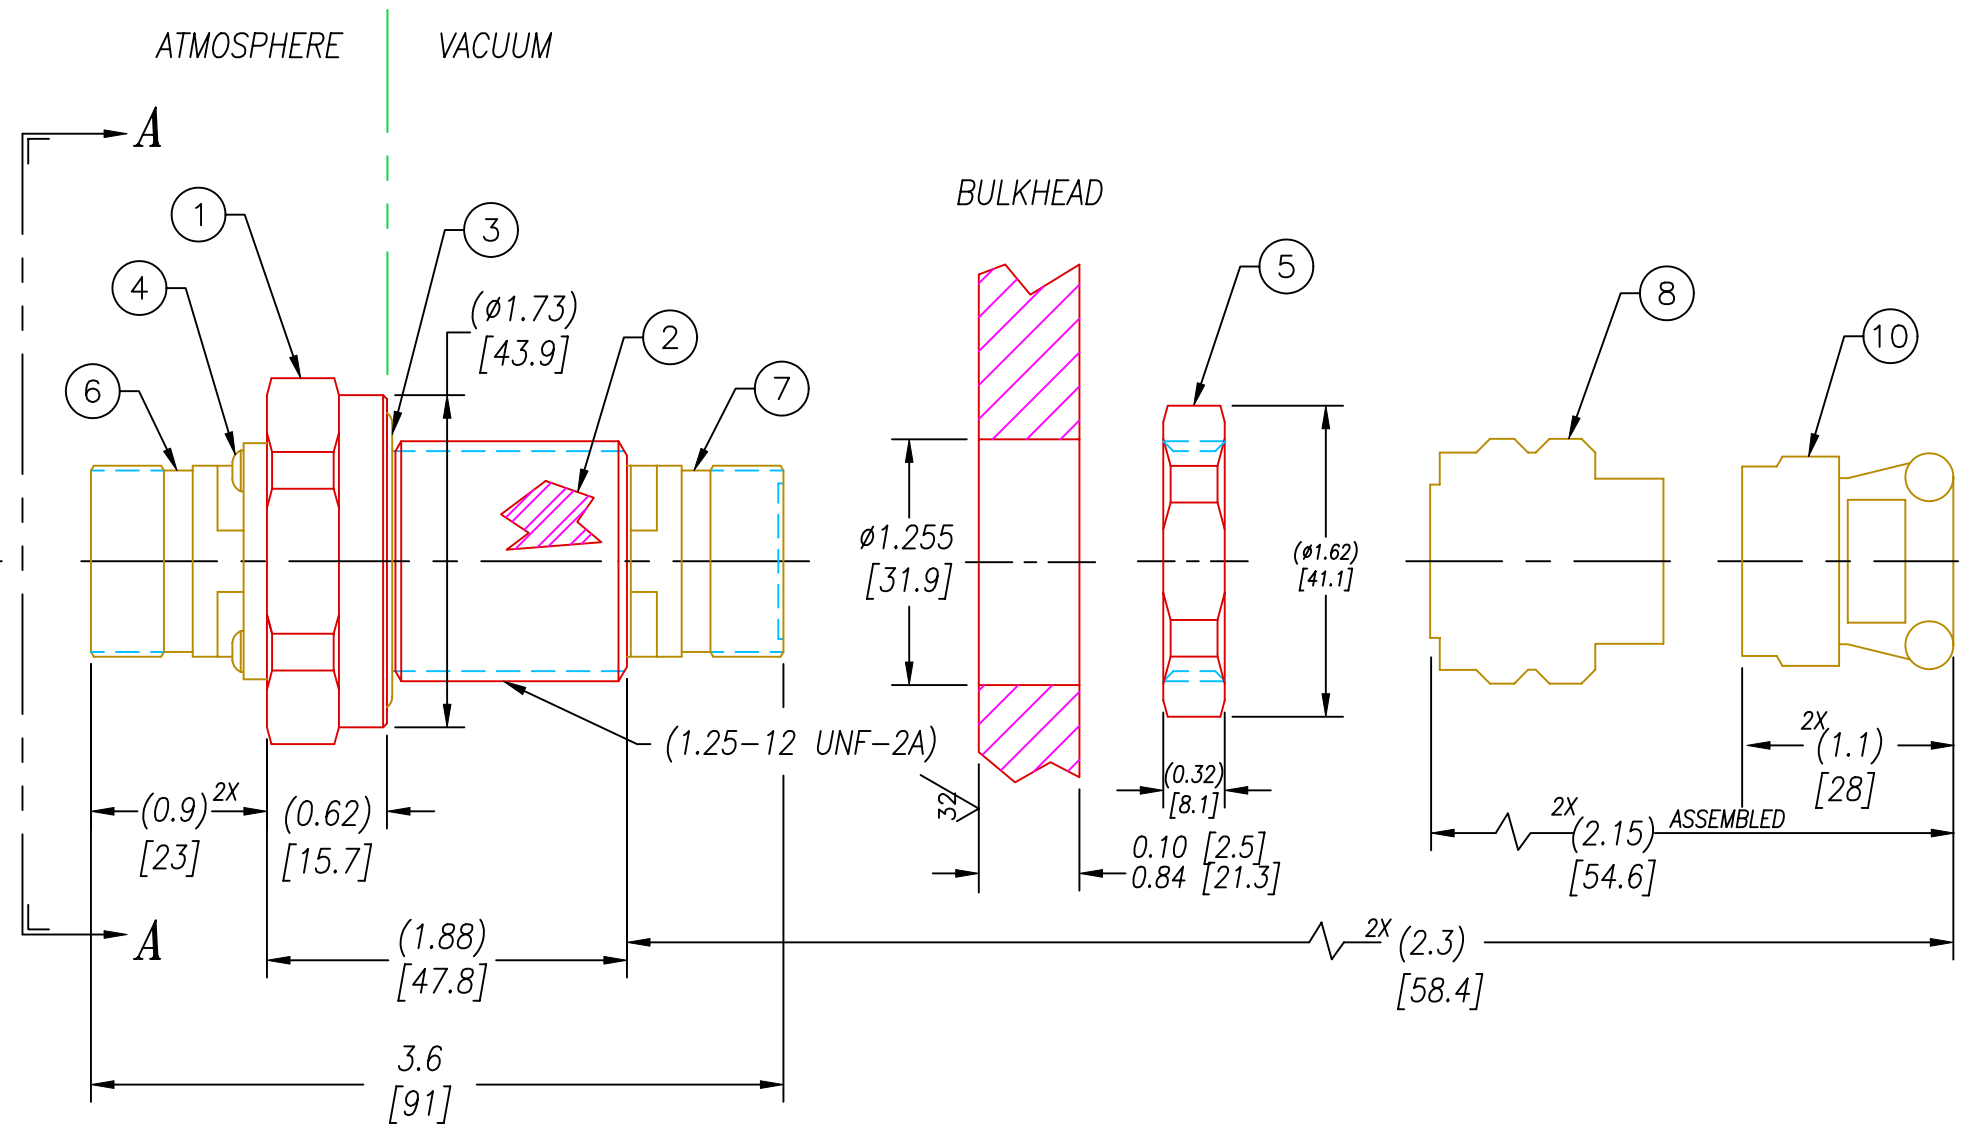 ATMOSPHERE
VACUUM
A
BULKHEAD
1
3
4
5
8
10
2
6
7
(ø1.73)
[43.9]
ø1.255
[31.9]
(ø1.62)
[41.1]
(1.25-12 UNF-2A)
32
(0.9)
[23]
2X
(0.62)
[15.7]
(0.32)
[8.1]
0.10 [2.5]
0.84 [21.3]
2X
(1.1)
[28]
2X
(2.15)
ASSEMBLED
[54.6]
A
(1.88)
[47.8]
2X (2.3)
[58.4]
3.6
[91]